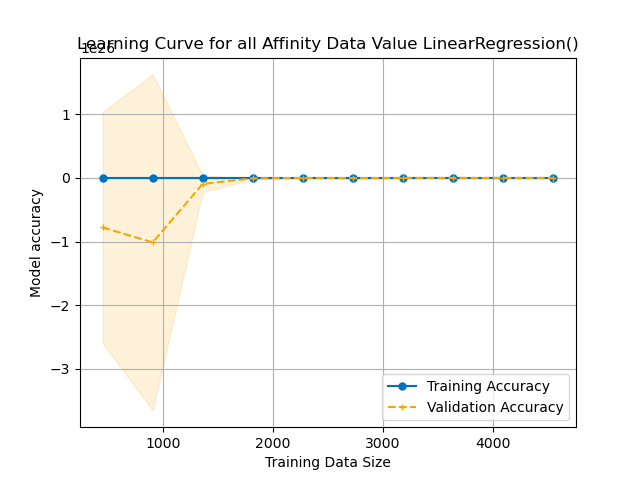 Learning Curve for all Affinity Data Value LinearRegression()
1e26
1
0
−1
−2
−3
Model accuracy
Training Accuracy
Validation Accuracy
1000 2000 3000 4000
Training Data Size